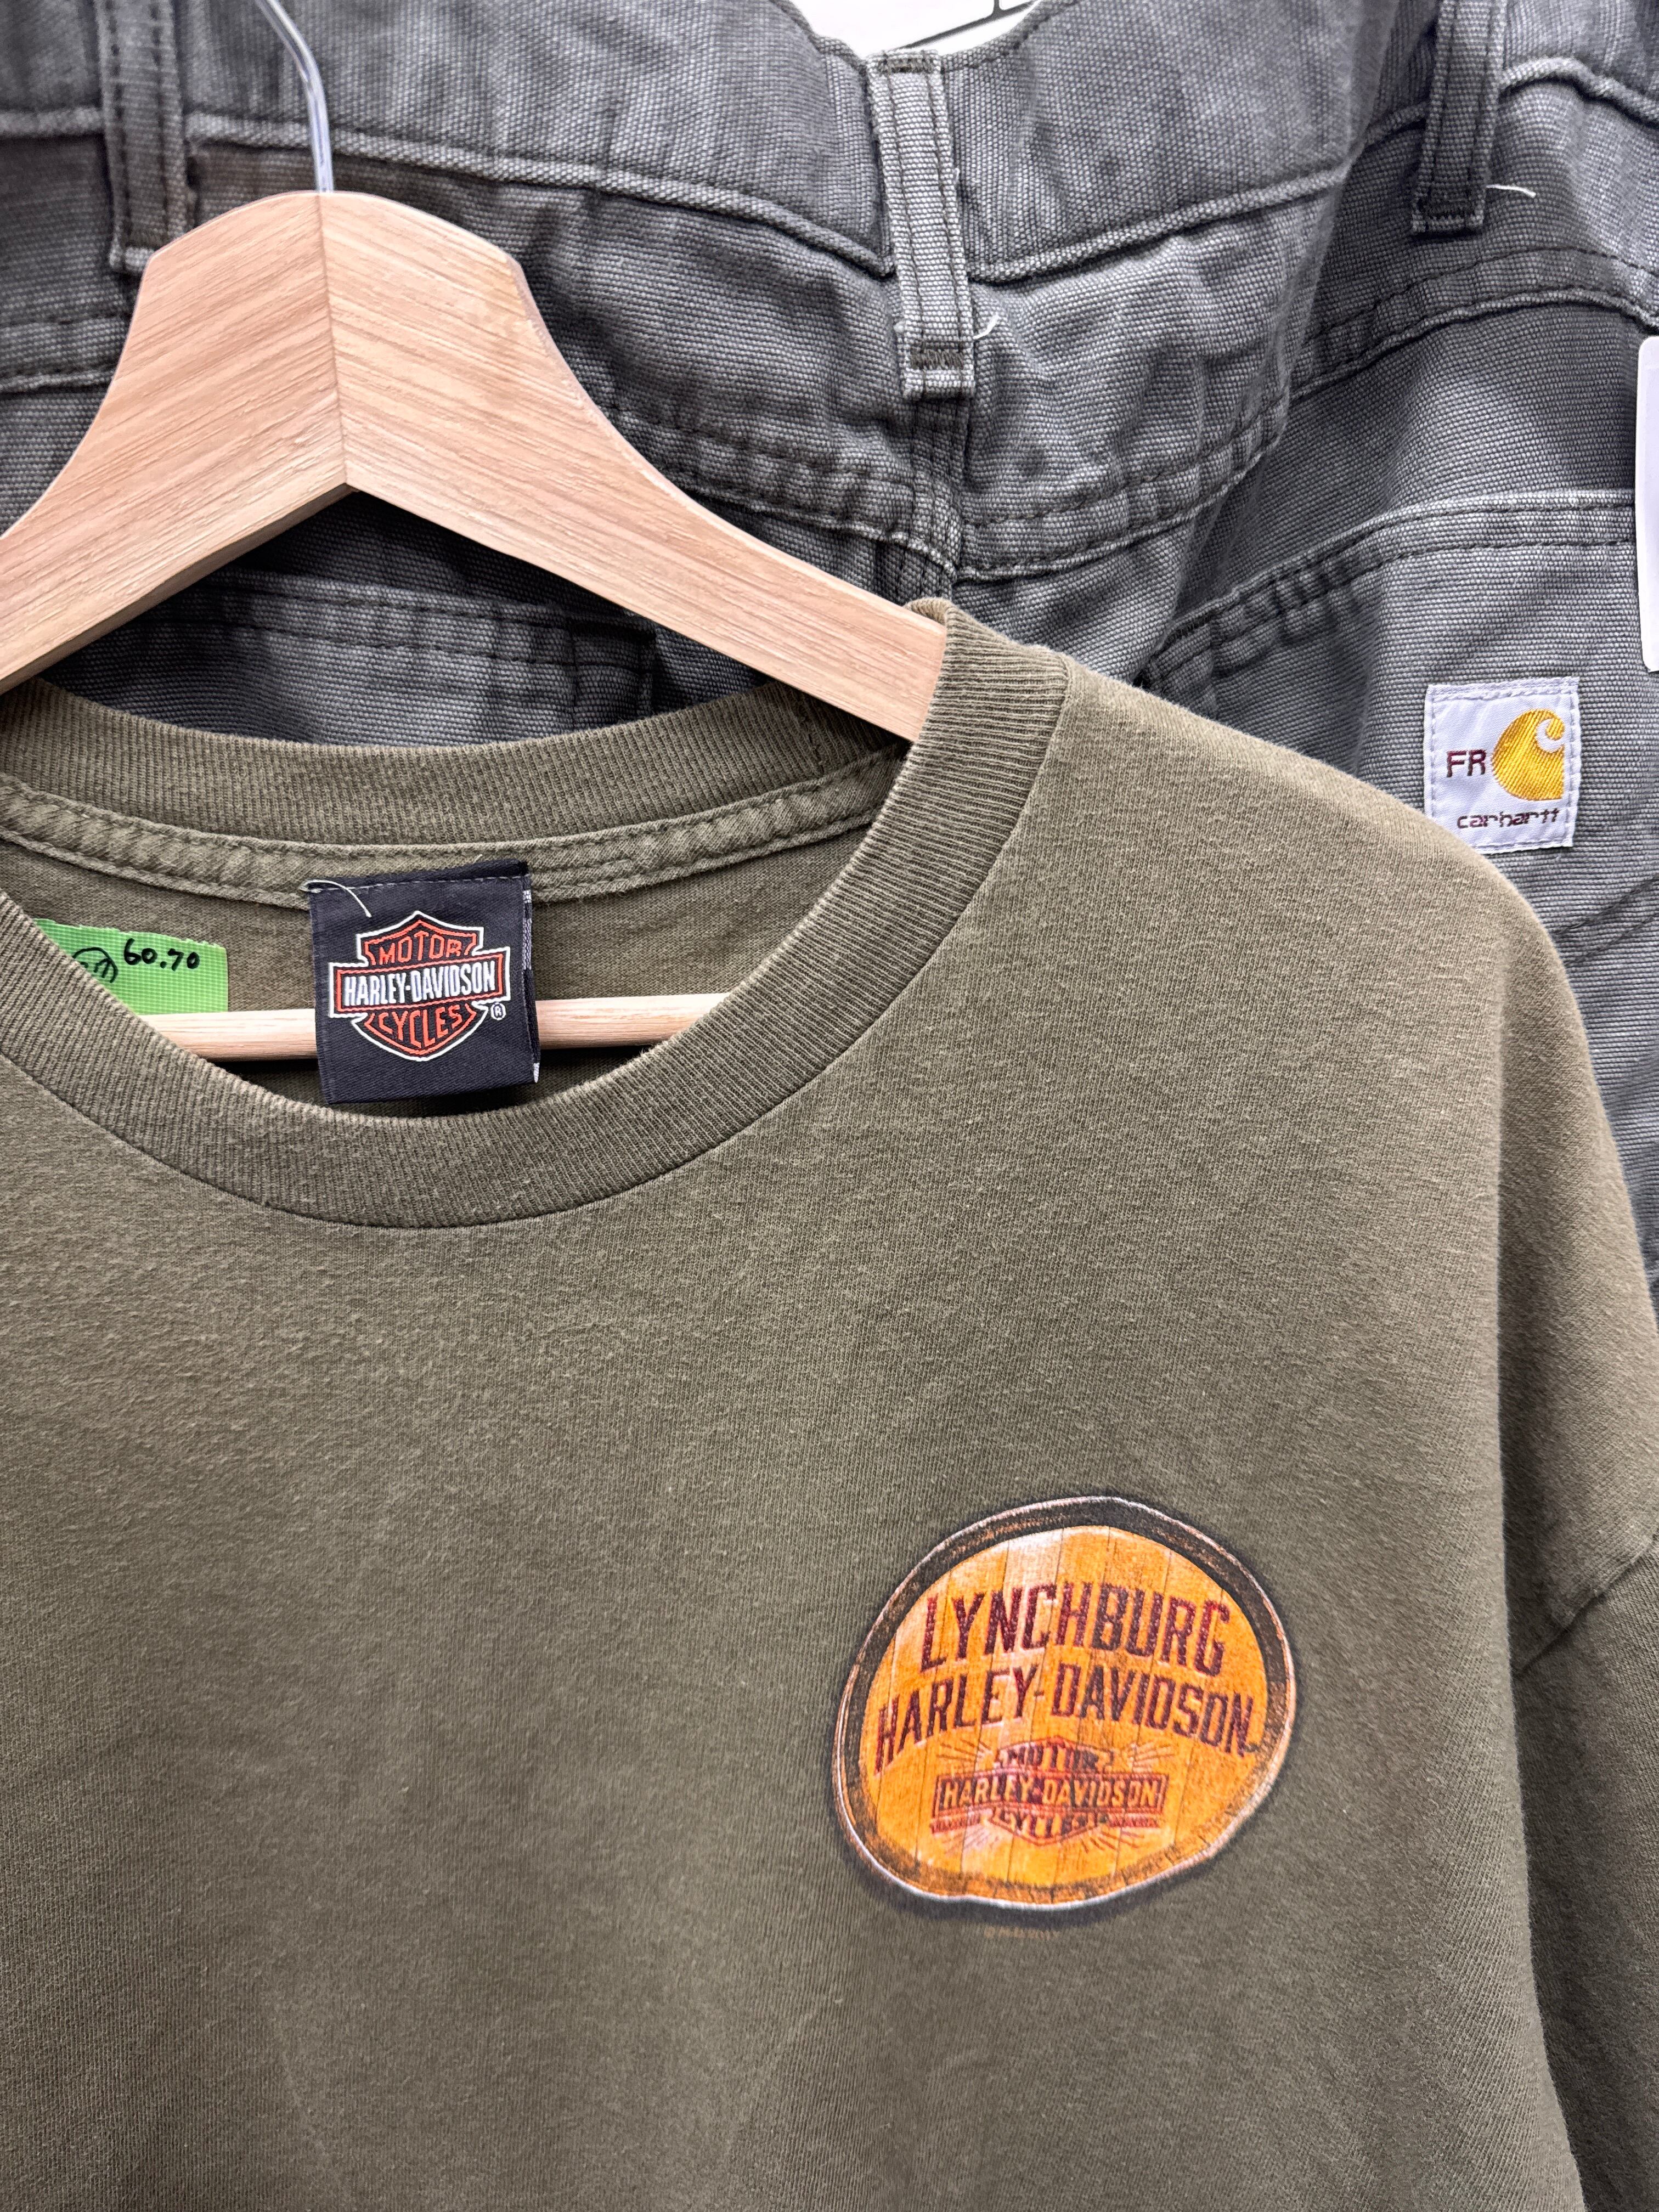 FR
carhartt
60.70
MOTOR
HARLEY-DAVIDSON
CYCLES
®
LYNCHBURG
HARLEY-DAVIDSON
MOTOR
HARLEY-DAVIDSON
CYCLES